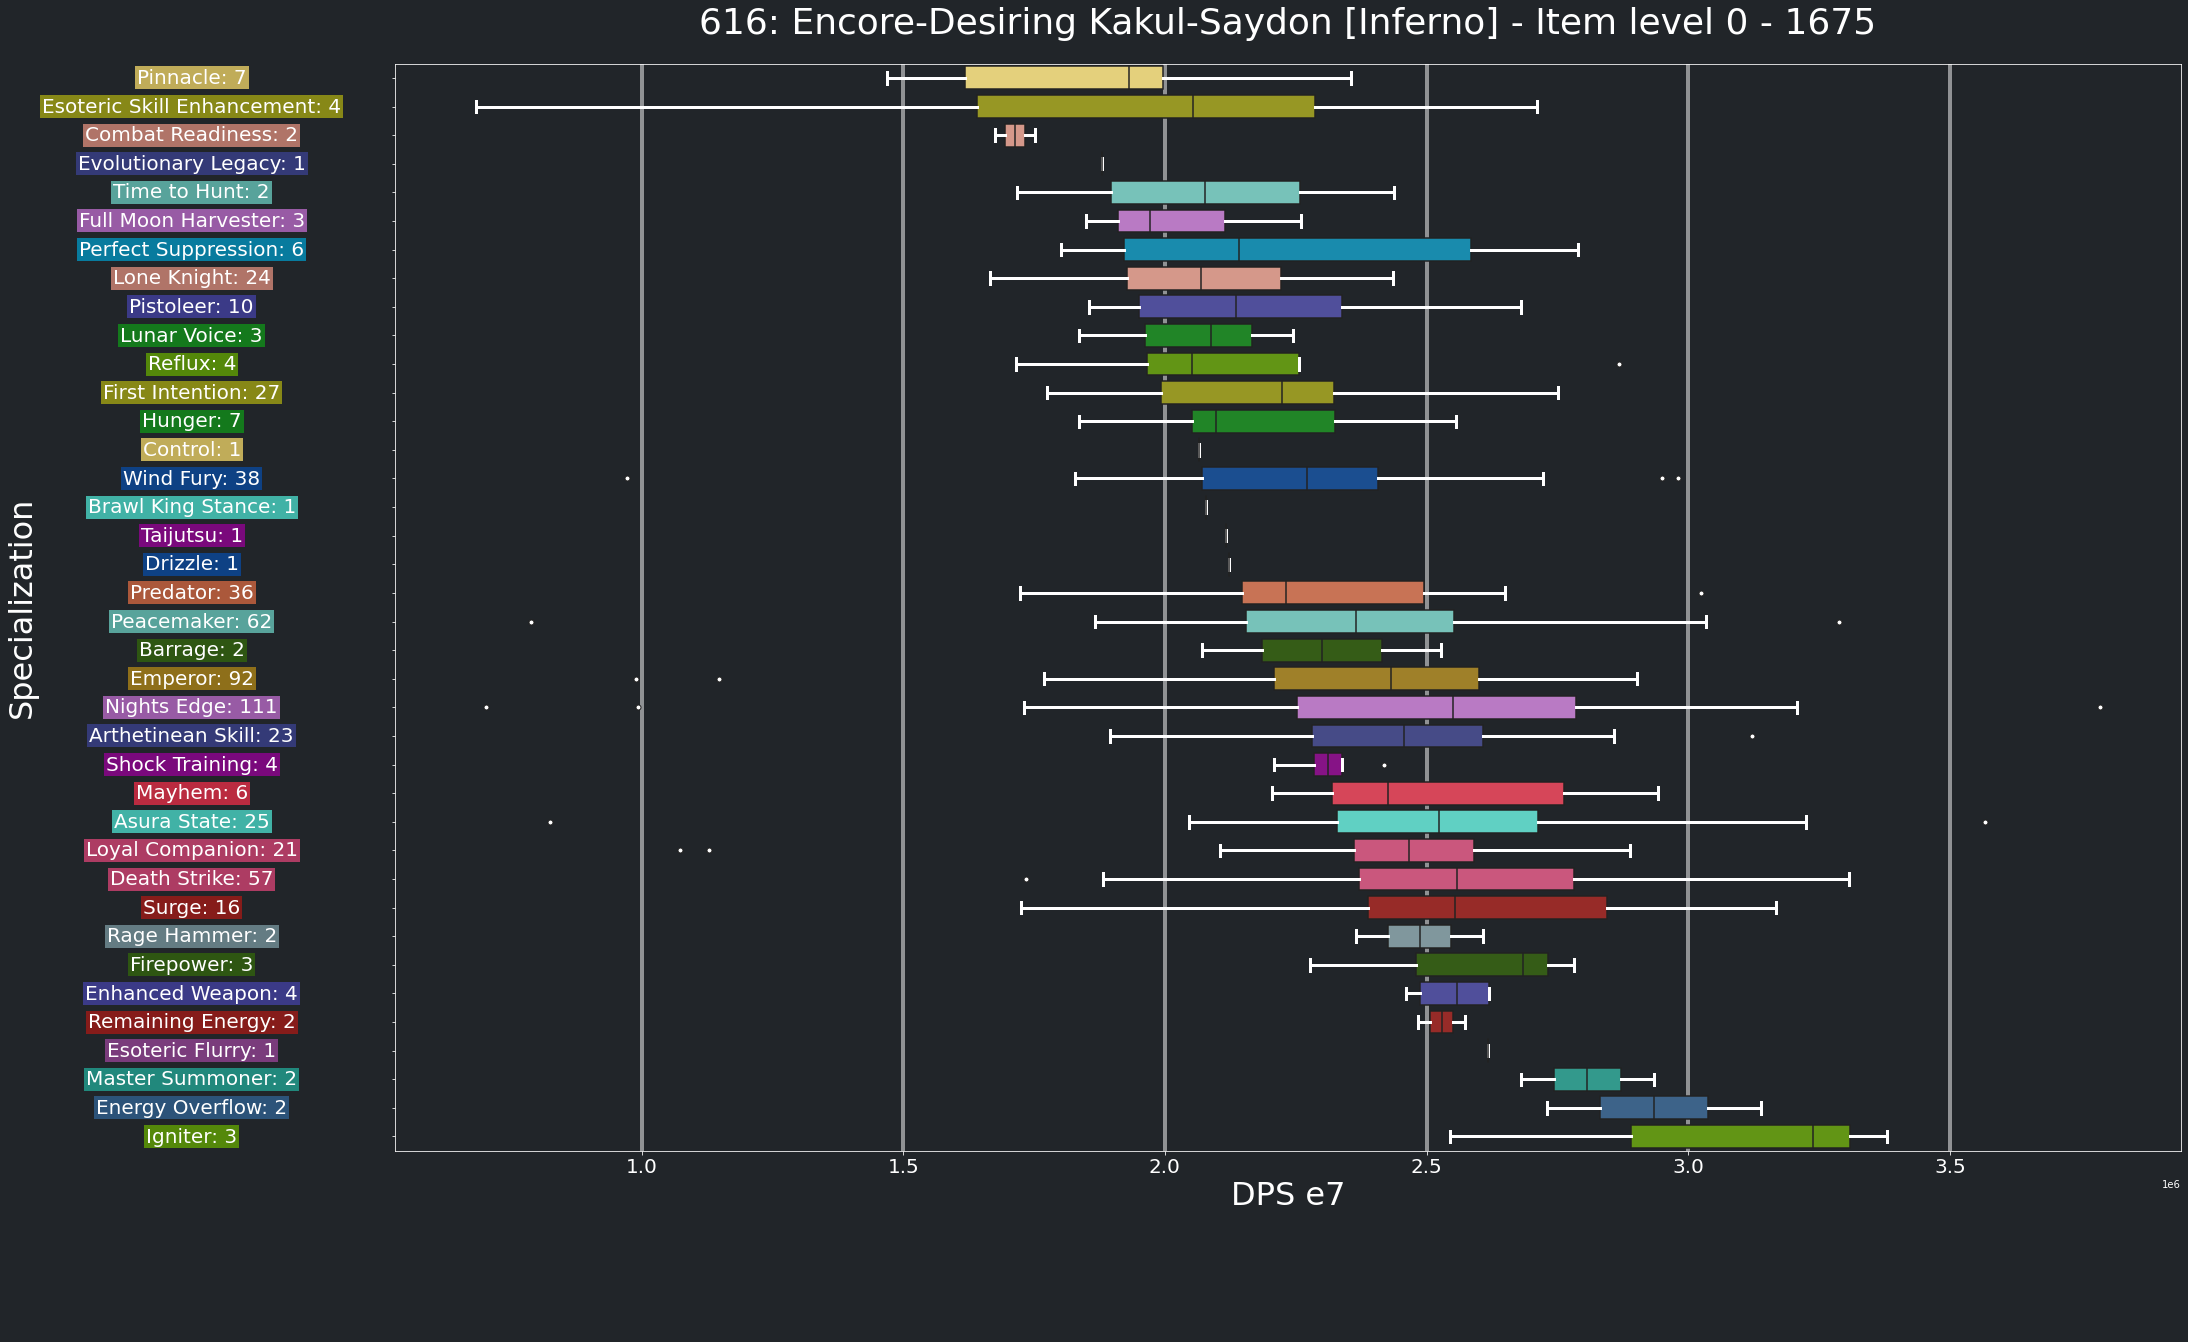 616: Encore-Desiring Kakul-Saydon [Inferno] - Item level 0 - 1675
Specialization
Pinnacle: 7
Esoteric Skill Enhancement: 4
Combat Readiness: 2
Evolutionary Legacy: 1
Time to Hunt: 2
Full Moon Harvester: 3
Perfect Suppression: 6
Lone Knight: 24
Pistoleer: 10
Lunar Voice: 3
Reflux: 4
First Intention: 27
Hunger: 7
Control: 1
Wind Fury: 38
Brawl King Stance: 1
Taijutsu: 1
Drizzle: 1
Predator: 36
Peacemaker: 62
Barrage: 2
Emperor: 92
Nights Edge: 111
Arthetinean Skill: 23
Shock Training: 4
Mayhem: 6
Asura State: 25
Loyal Companion: 21
Death Strike: 57
Surge: 16
Rage Hammer: 2
Firepower: 3
Enhanced Weapon: 4
Remaining Energy: 2
Esoteric Flurry: 1
Master Summoner: 2
Energy Overflow: 2
Igniter: 3
1.0 1.5 2.0 2.5 3.0 3.5
DPS e7
1e6